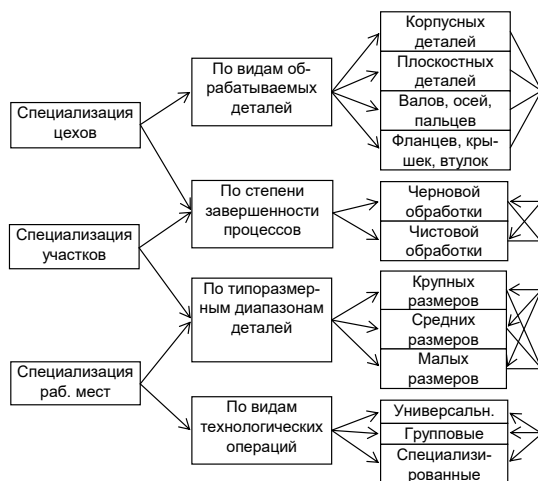 Специализация
цехов
Специализация
участков
Специализация
раб. мест
По видам об-
рабатываемых
деталей
По степени
завершенности
процессов
По типоразмер-
ным диапазонам
деталей
По видам
технологических
операций
Корпусных
деталей
Плоскостных
деталей
Валов, осей,
пальцев
Фланцев, кры-
шек, втулок
Черновой
обработки
Чистовой
обработки
Крупных
размеров
Средних
размеров
Малых
размеров
Универсальн.
Групповые
Специализи-
рованные